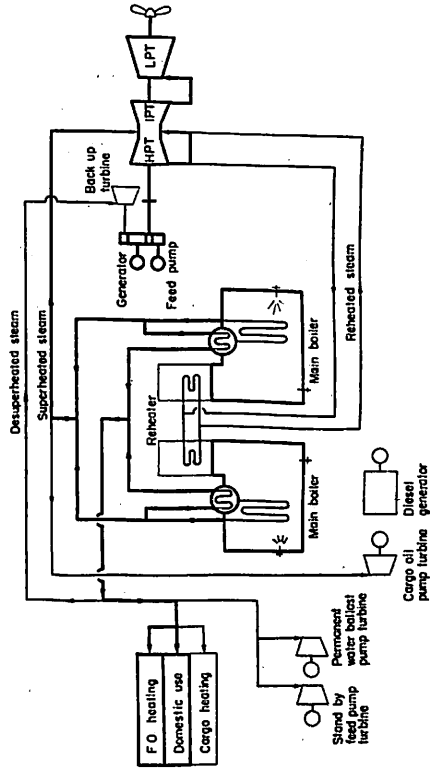 Desuperheated steam
Superheated steam
LPT
IPT
HPT
Back up
turbine
Generator
Feed pump
Reheater
Main boiler
Main boiler
Reheated steam
F O heating
Domestic use
Cargo heating
Cargo oil
pump turbine
Diesel
generator
Permanent
water ballast
pump turbine
Stand by
feed pump
turbine